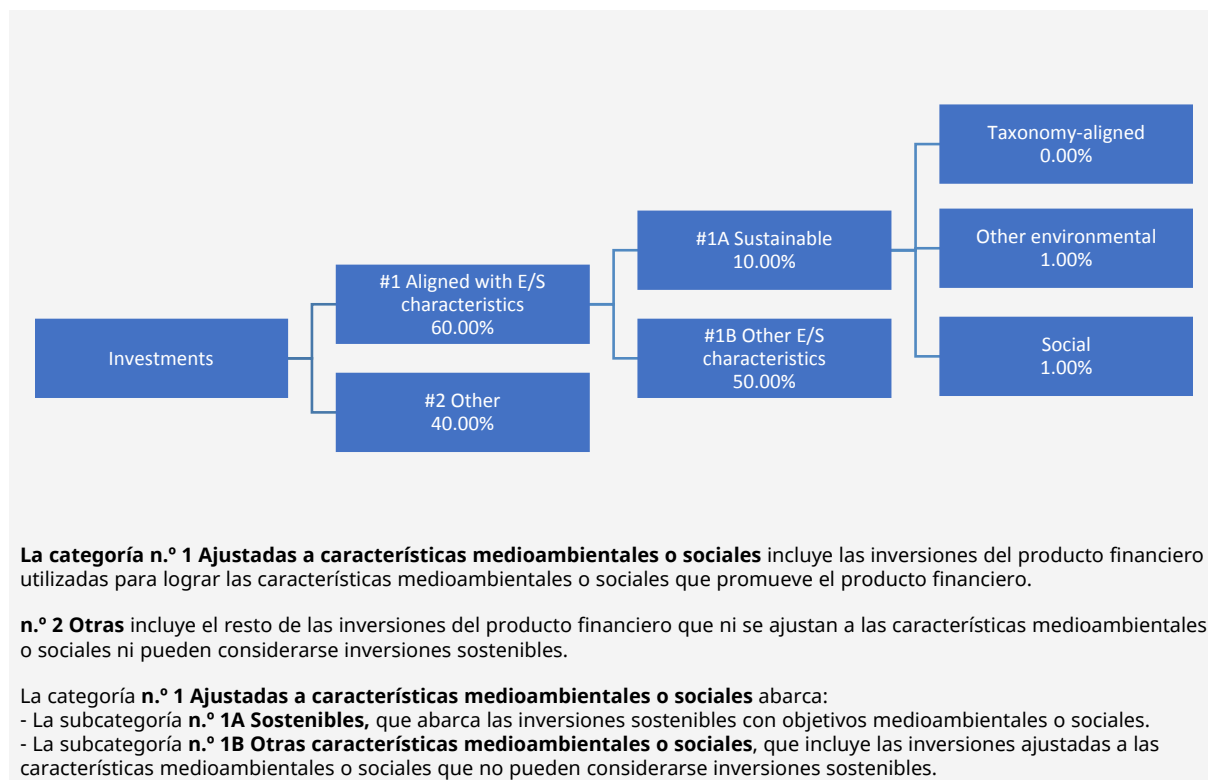 Taxonomy-aligned
0.00%
#1A Sustainable
10.00%
Other environmental
1.00%
#1 Aligned with E/S
characteristics
60.00%
Investments
#1B Other E/S
characteristics
50.00%
Social
1.00%
#2 Other
40.00%
La categoría n.º 1 Ajustadas a características medioambientales o sociales incluye las inversiones del producto financiero
utilizadas para lograr las características medioambientales o sociales que promueve el producto financiero.
n.º 2 Otras incluye el resto de las inversiones del producto financiero que ni se ajustan a las características medioambientales
o sociales ni pueden considerarse inversiones sostenibles.
La categoría n.º 1 Ajustadas a características medioambientales o sociales abarca:
- La subcategoría n.º 1A Sostenibles, que abarca las inversiones sostenibles con objetivos medioambientales o sociales.
- La subcategoría n.º 1B Otras características medioambientales o sociales, que incluye las inversiones ajustadas a las
características medioambientales o sociales que no pueden considerarse inversiones sostenibles.